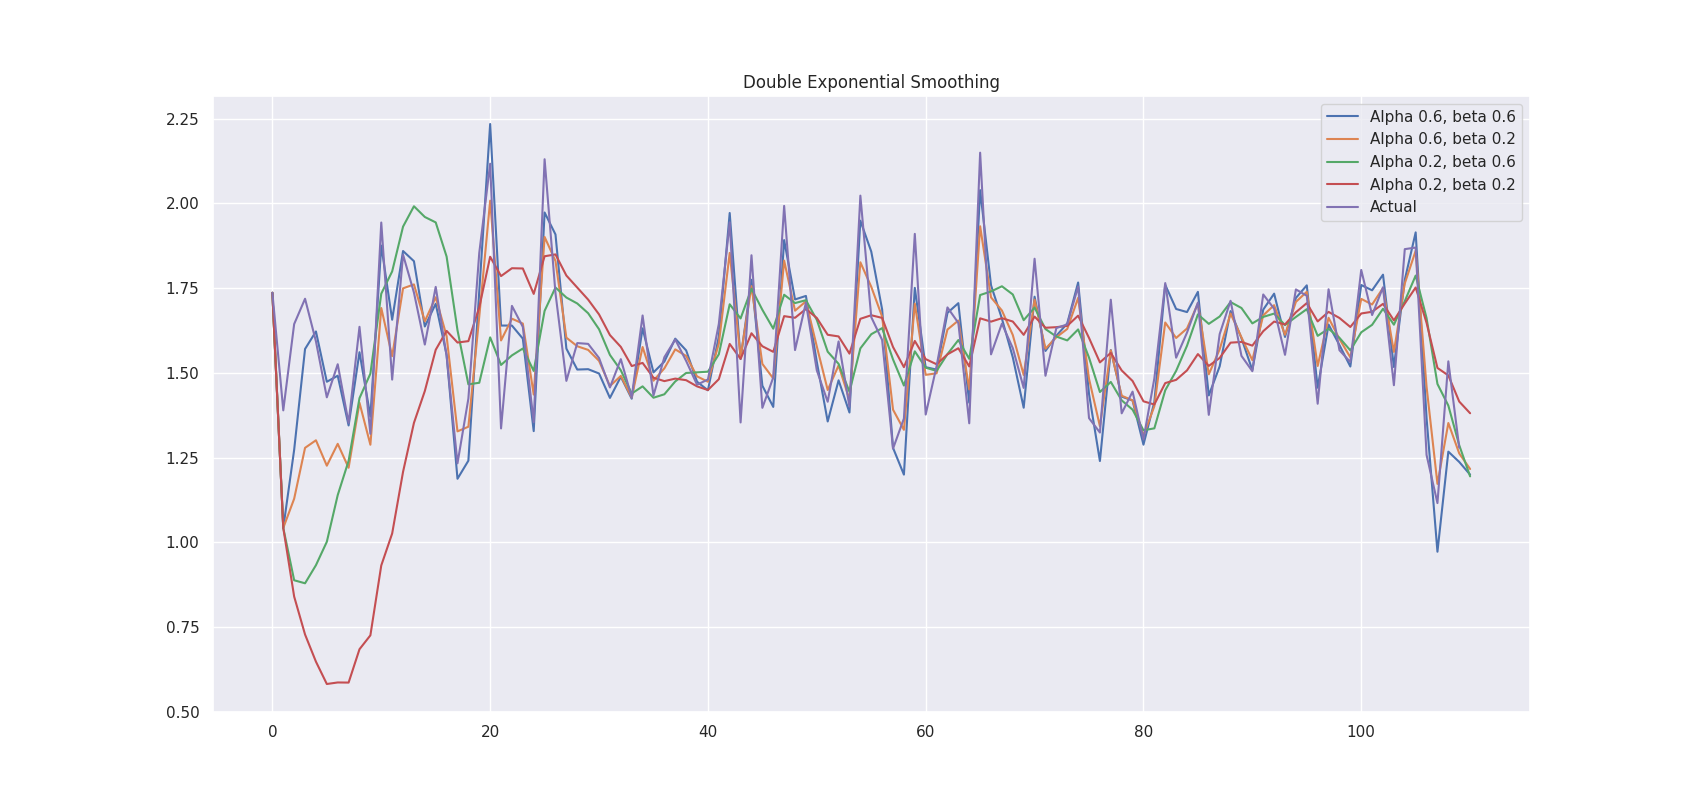 Double Exponential Smoothing
2.25
2.00
1.75
1.50
1.25
1.00
0.75
0.50
0
20
40
60
80
100
Alpha 0.6, beta 0.6
Alpha 0.6, beta 0.2
Alpha 0.2, beta 0.6
Alpha 0.2, beta 0.2
Actual